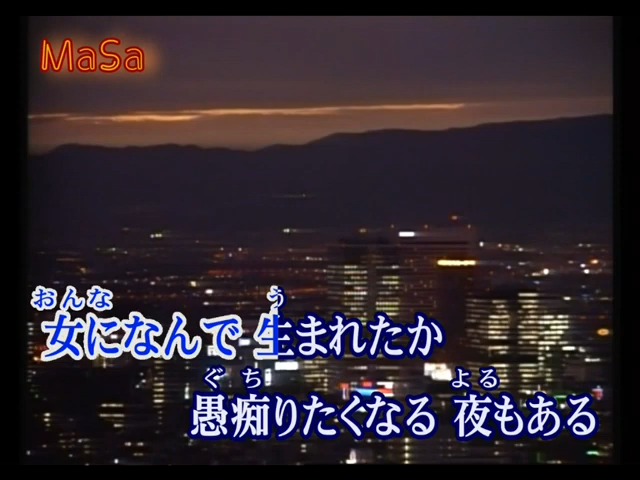 MaSa
おんな う
女になんで 生まれたか
ぐち よる
愚痴りたくなる 夜もある